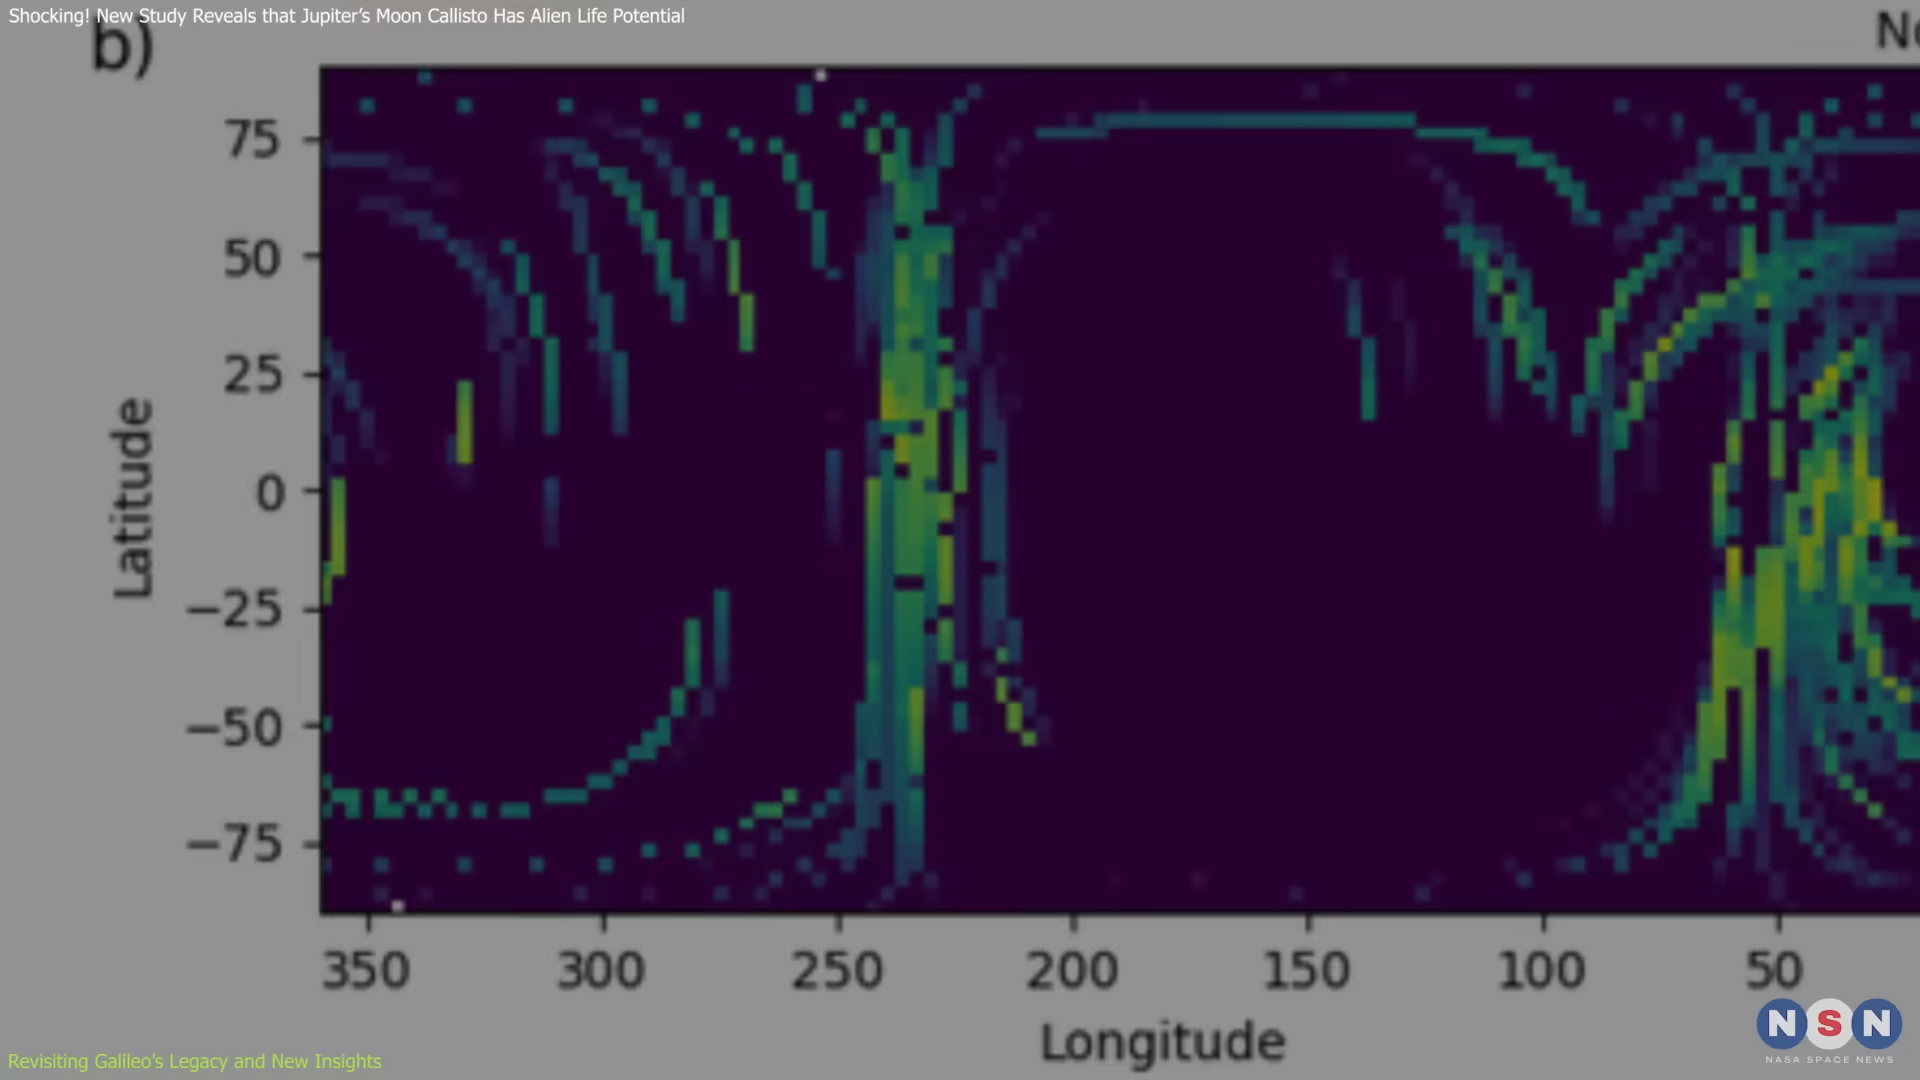 Shocking! New Study Reveals that Jupiter's Moon Callisto Has Alien Life Potential
b)
75
50
25
0
−25
−50
−75
Latitude
350 300 250 200 150 100 50
Longitude
NSN
NASA SPACE NEWS
Revisiting Galileo's Legacy and New Insights